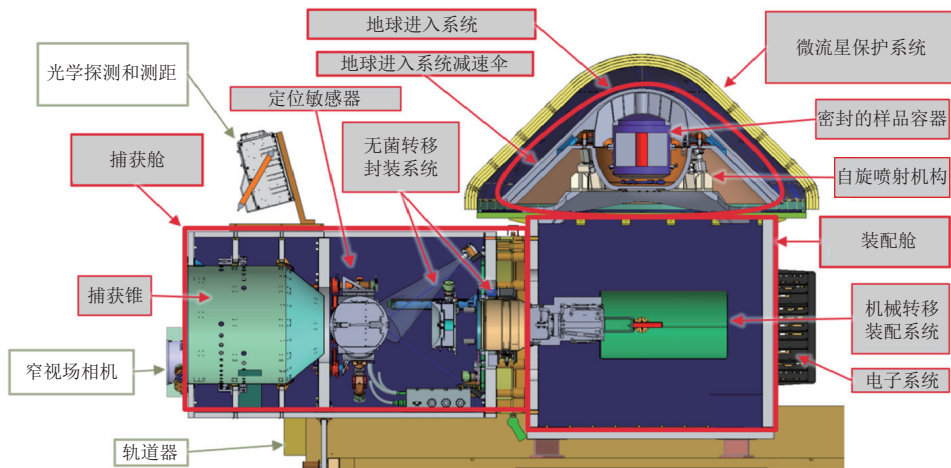 地球进入系统
微流星保护系统
光学探测和测距
地球进入系统减速伞
定位敏感器
密封的样品容器
无菌转移
封装系统
捕获舱
自旋喷射机构
装配舱
捕获锥
机械转移
装配系统
窄视场相机
电子系统
轨道器